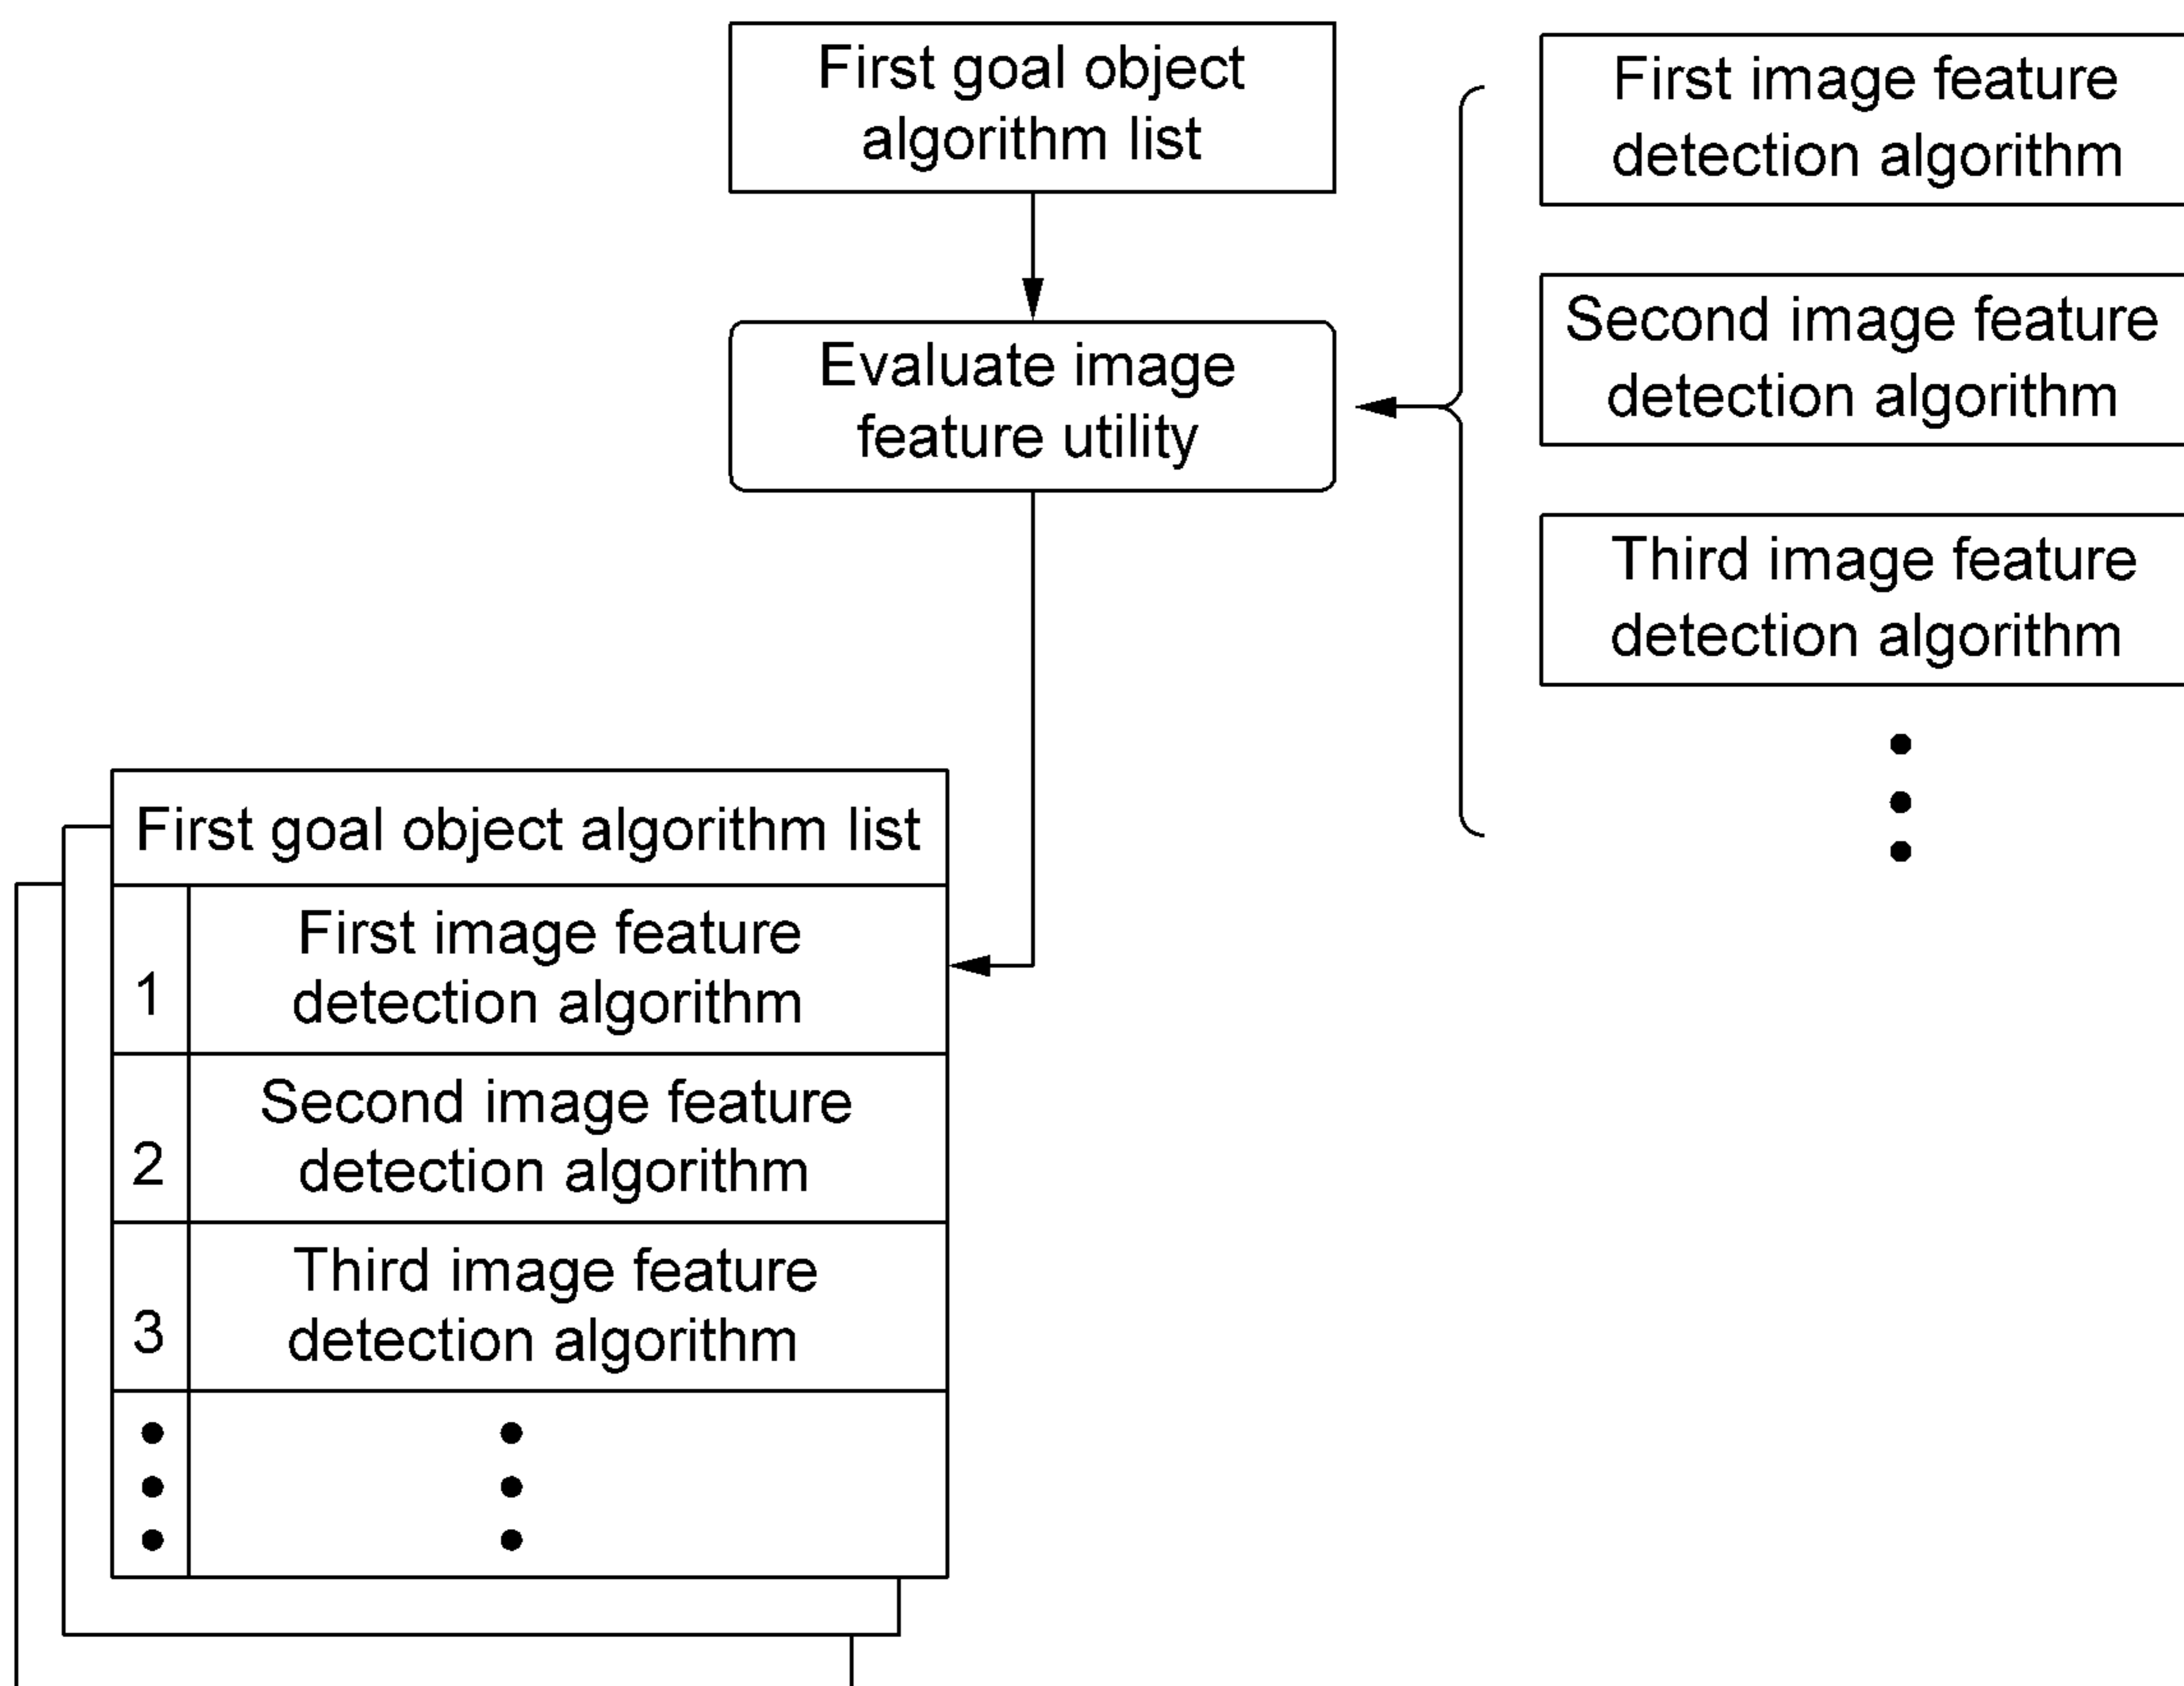 First goal object
algorithm list
Evaluate image
feature utility
First image feature
detection algorithm
Second image feature
detection algorithm
Third image feature
detection algorithm
First goal object algorithm list
1
First image feature
detection algorithm
2
Second image feature
detection algorithm
3
Third image feature
detection algorithm